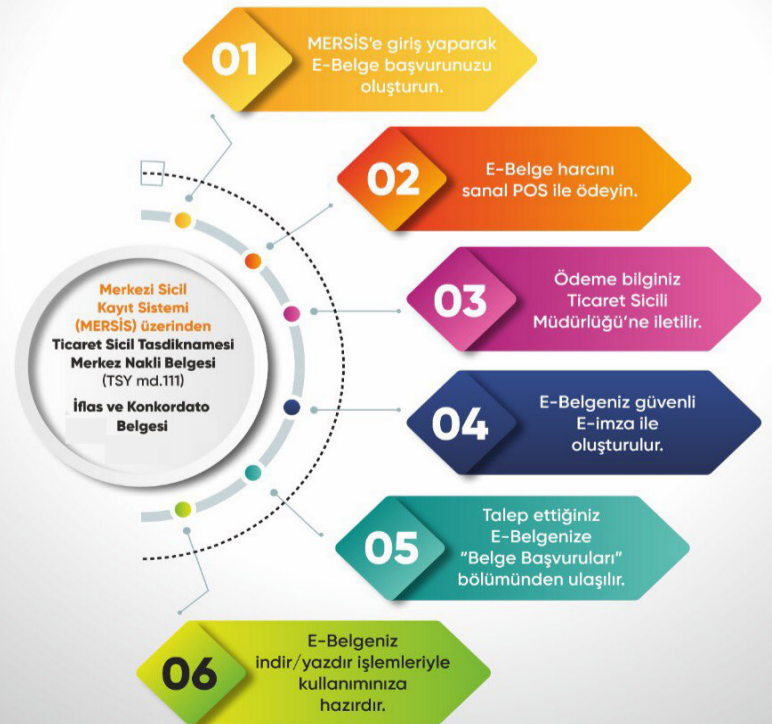 Merkezi Sicil
Kayıt Sistemi
(MERSİS) üzerinden
Ticaret Sicil Tasdiknamesi
Merkez Nakli Belgesi
(TSY md.111)
İflas ve Konkordato
Belgesi
01
MERSİS'e giriş yaparak
E-Belge başvurunuzu
oluşturun.
02
E-Belge harcını
sanal POS ile ödeyin.
03
Ödeme bilginiz
Ticaret Sicili
Müdürlüğü'ne iletilir.
04
E-Belgeniz güvenli
E-imza ile
oluşturulur.
05
Talep ettiğiniz
E-Belgenize
"Belge Başvuruları"
bölümünden ulaşılır.
06
E-Belgeniz
indir/yazdır işlemleriyle
kullanımınıza
hazırdır.